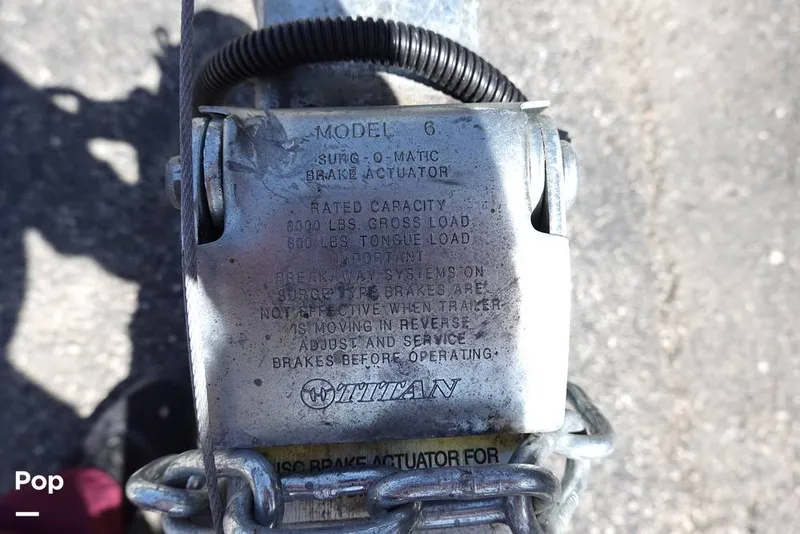 MODEL 6
SURG-O-MATIC
BRAKE ACTUATOR
RATED CAPACITY
6000 LBS. GROSS LOAD
600 LBS. TONGUE LOAD
IMPORTANT
BREAKAWAY SYSTEMS ON
SURGE TYPE BRAKES ARE
NOT EFFECTIVE WHEN TRAILER
IS MOVING IN REVERSE
ADJUST AND SERVICE
BRAKES BEFORE OPERATING.
TITAN
BRAKE ACTUATOR FOR
Pop